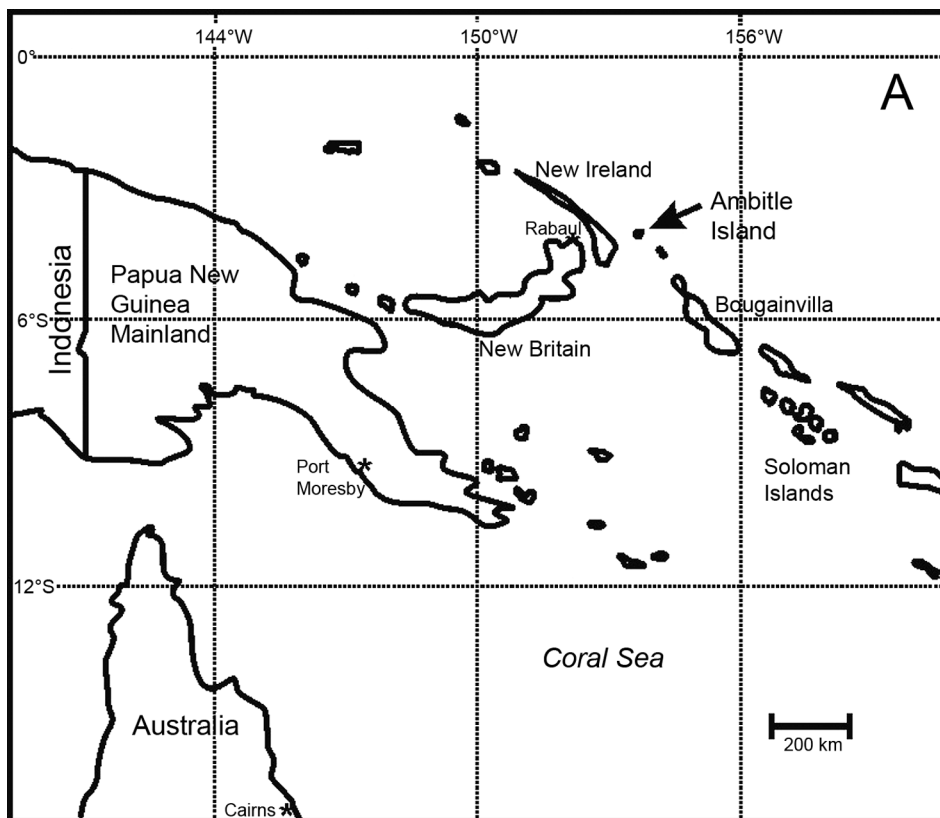 144°W
150°W
156°W
0°
A
New Ireland
Ambitle
Island
Rabaul
*
Indonesia
Papua New
Guinea
Mainland
Bougainvilla
6°S
New Britain
Port
Moresby
*
Soloman
Islands
12°S
Coral Sea
Australia
200 km
Cairns *